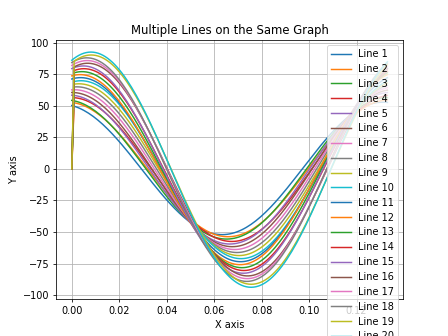 Multiple Lines on the Same Graph
100
75
50
25
0
−25
−50
−75
−100
Y axis
0.00
0.02
0.04
0.06
0.08
0.10
X axis
Line 1
Line 2
Line 3
Line 4
Line 5
Line 6
Line 7
Line 8
Line 9
Line 10
Line 11
Line 12
Line 13
Line 14
Line 15
Line 16
Line 17
Line 18
Line 19
Line 20